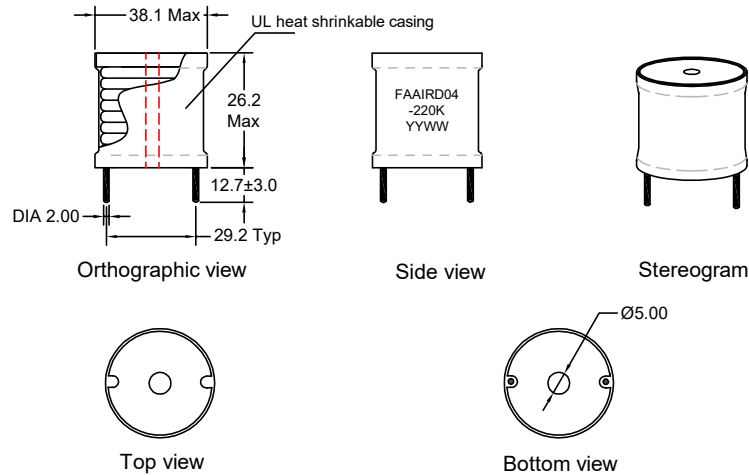 38.1 Max
UL heat shrinkable casing
26.2
Max
12.7±3.0
DIA 2.00
29.2 Typ
Orthographic view
FAAIRD04
-220K
YYWW
Side view
Stereogram
Top view
Ø5.00
Bottom view